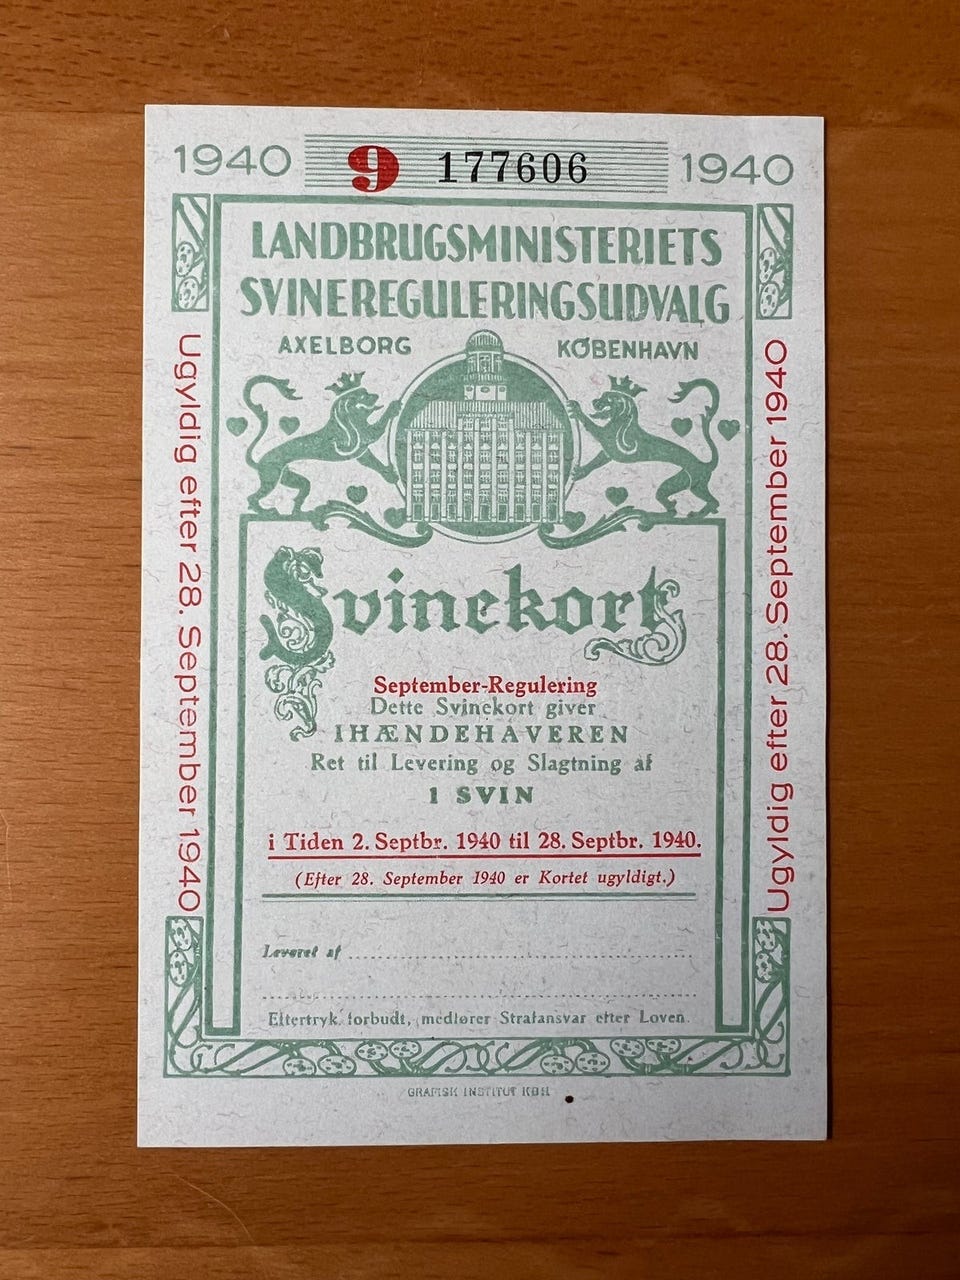 1940 9 177606 1940
LANDBRUGSMINISTERIETS
SVINEREGULERINGSUDVALG
AXELBORG KØBENHAVN
Ugyldig efter 28. September 1940
Ugyldig efter 28. September 1940
Svinekort
September-Regulering
Dette Svinekort giver
IHÆNDEHAVEREN
Ret til Levering og Slagtning af
1 SVIN
i Tiden 2. Septbr. 1940 til 28. Septbr. 1940.
(Efter 28. September 1940 er Kortet ugyldigt.)
Leveret af
Eftertryk forbudt, medfører Strafansvar efter Loven.
GRAFISK INSTITUT KBH.